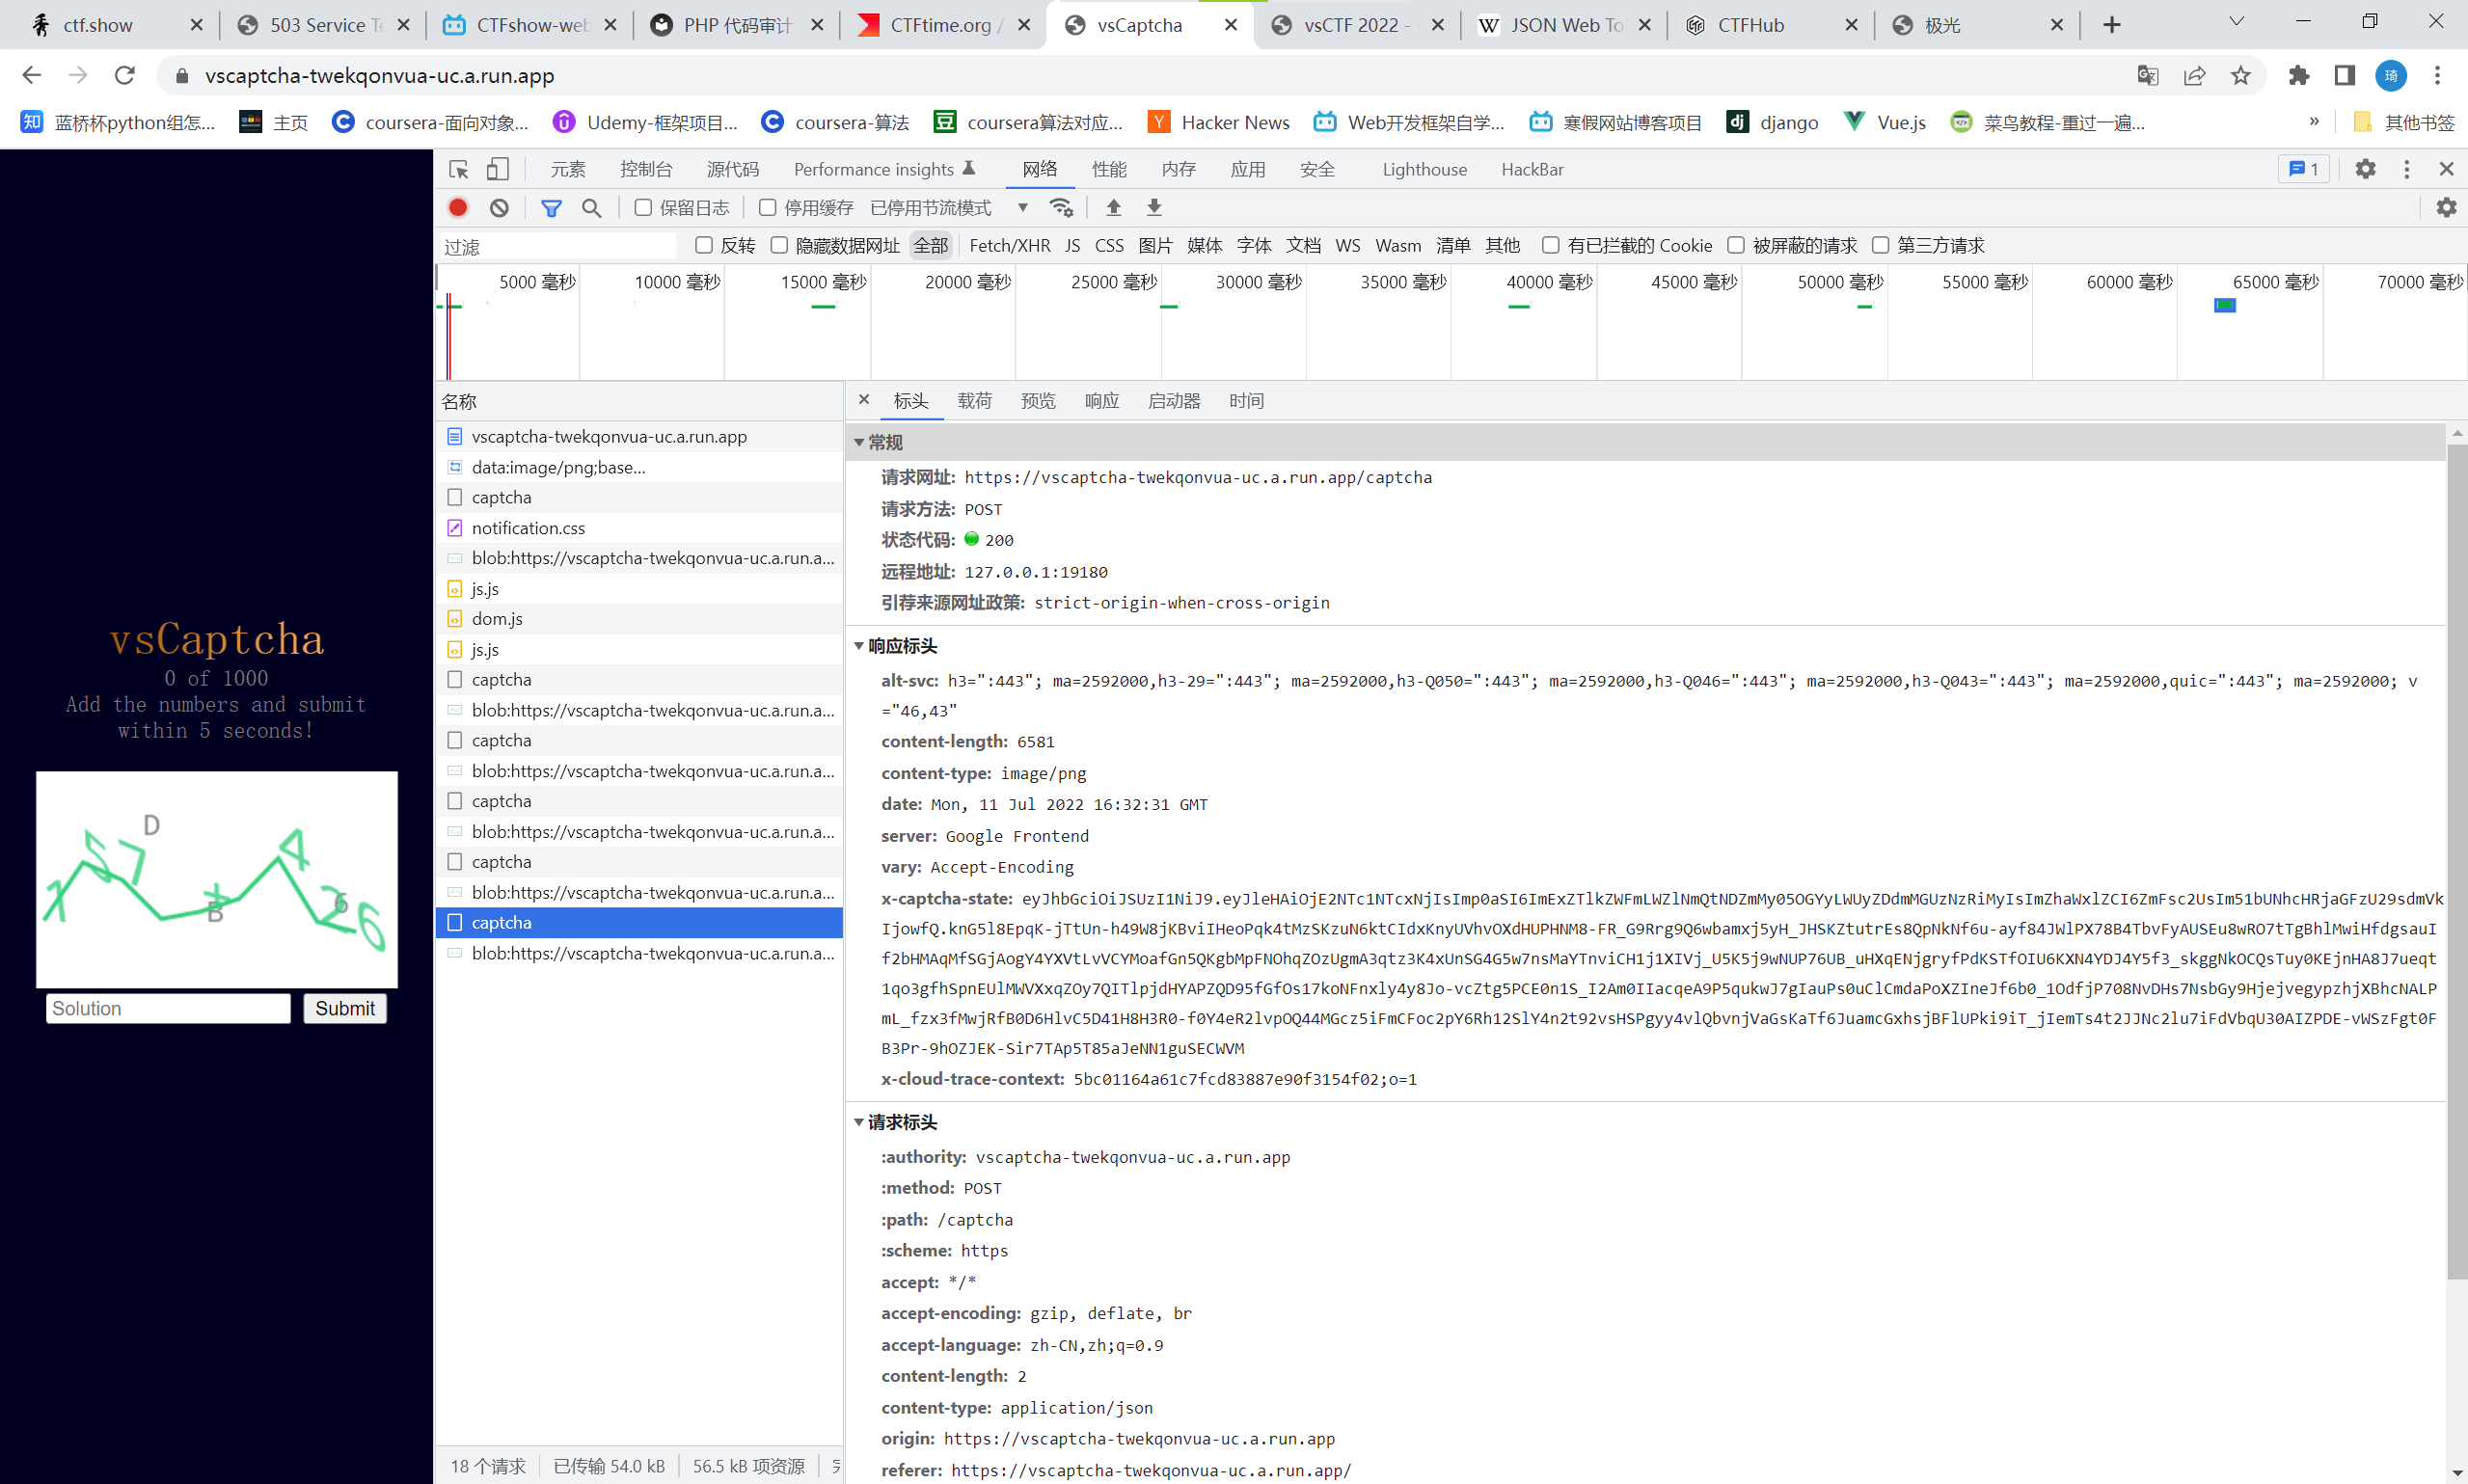 ctf.show
503 Service Te
CTFshow-web
PHP 代码审计
CTFtime.org /
vsCaptcha
vsCTF 2022 -
JSON Web To
CTFHub
极光
vscaptcha-twekqonvua-uc.a.run.app
琦
知 蓝桥杯python组怎...
主页
coursera-面向对象...
Udemy-框架项目...
coursera-算法
豆 coursera算法对应...
Y Hacker News
Web开发框架自学...
寒假网站博客项目
dj django
Vue.js
菜鸟教程-重过一遍...
»
其他书签
元素 控制台 源代码 Performance insights 网络 性能 内存 应用 安全 Lighthouse HackBar 1
保留日志 停用缓存 已停用节流模式
过滤 反转 隐藏数据网址 全部 Fetch/XHR JS CSS 图片 媒体 字体 文档 WS Wasm 清单 其他 有已拦截的 Cookie 被屏蔽的请求 第三方请求
5000 毫秒 10000 毫秒 15000 毫秒 20000 毫秒 25000 毫秒 30000 毫秒 35000 毫秒 40000 毫秒 45000 毫秒 50000 毫秒 55000 毫秒 60000 毫秒 65000 毫秒 70000 毫秒
vsCaptcha
0 of 1000
Add the numbers and submit
within 5 seconds!
D
157 + 426
B
6
Solution Submit
名称
vscaptcha-twekqonvua-uc.a.run.app
data:image/png;base...
captcha
notification.css
blob:https://vscaptcha-twekqonvua-uc.a.run.a...
js.js
dom.js
js.js
captcha
blob:https://vscaptcha-twekqonvua-uc.a.run.a...
captcha
blob:https://vscaptcha-twekqonvua-uc.a.run.a...
captcha
blob:https://vscaptcha-twekqonvua-uc.a.run.a...
captcha
blob:https://vscaptcha-twekqonvua-uc.a.run.a...
captcha
blob:https://vscaptcha-twekqonvua-uc.a.run.a...
18 个请求 已传输 54.0 kB 56.5 kB 项资源
标头 载荷 预览 响应 启动器 时间
常规
请求网址: https://vscaptcha-twekqonvua-uc.a.run.app/captcha
请求方法: POST
状态代码: 200
远程地址: 127.0.0.1:19180
引荐来源网址政策: strict-origin-when-cross-origin
响应标头
alt-svc: h3=":443"; ma=2592000,h3-29=":443"; ma=2592000,h3-Q050=":443"; ma=2592000,h3-Q046=":443"; ma=2592000,h3-Q043=":443"; ma=2592000,quic=":443"; ma=2592000; v
="46,43"
content-length: 6581
content-type: image/png
date: Mon, 11 Jul 2022 16:32:31 GMT
server: Google Frontend
vary: Accept-Encoding
x-captcha-state: eyJhbGciOiJSUzI1NiJ9.eyJleHAiOjE2NTc1NTcxNjIsImp0aSI6ImExZTlkZWFmLWZlNmQtNDZmMy05OGYyLWUyZDdmMGUzNzRiMyIsImZhaWxlZCI6ZmFsc2UsIm51bUNhcHRjaGFzU29sdmVk
IjowfQ.knG5l8EpqK-jTtUn-h49W8jKBviIHeoPqk4tMzSKzuN6ktCIdxKnyUVhvOXdHUPHNM8-FR_G9Rrg9Q6wbamxj5yH_JHSKZtutrEs8QpNkNf6u-ayf84JWlPX78B4TbvFyAUSEu8wRO7tTgBhlMwiHfdgsauI
f2bHMAqMfSGjAogY4YXVtLvVCYMoafGn5QKgbMpFNOhqZOzUgmA3qtz3K4xUnSG4G5w7nsMaYTnviCH1j1XIVj_U5K5j9wNUP76UB_uHXqENjgryfPdKSTfOIU6KXN4YDJ4Y5f3_skggNkOCQsTuy0KEjnHA8J7ueqt
1qo3gfhSpnEUlMWVXxqZOy7QITlpjdHYAPZQD95fGfOs17koNFnxly4y8Jo-vcZtg5PCE0n1S_I2Am0IIacqeA9P5qukwJ7gIauPs0uClCmdaPoXZIneJf6b0_1OdfjP708NvDHs7NsbGy9HjejvegypzhjXBhcNALP
mL_fzx3fMwjRfB0D6HlvC5D41H8H3R0-f0Y4eR2lvpOQ44MGcz5iFmCFoc2pY6Rh12SlY4n2t92vsHSPgyy4vlQbvnjVaGsKaTf6JuamcGxhsjBFlUPki9iT_jIemTs4t2JJNc2lu7iFdVbqU30AIZPDE-vWSzFgt0F
B3Pr-9hOZJEK-Sir7TAp5T85aJeNN1guSECWVM
x-cloud-trace-context: 5bc01164a61c7fcd83887e90f3154f02;o=1
请求标头
:authority: vscaptcha-twekqonvua-uc.a.run.app
:method: POST
:path: /captcha
:scheme: https
accept: */*
accept-encoding: gzip, deflate, br
accept-language: zh-CN,zh;q=0.9
content-length: 2
content-type: application/json
origin: https://vscaptcha-twekqonvua-uc.a.run.app
referer: https://vscaptcha-twekqonvua-uc.a.run.app/